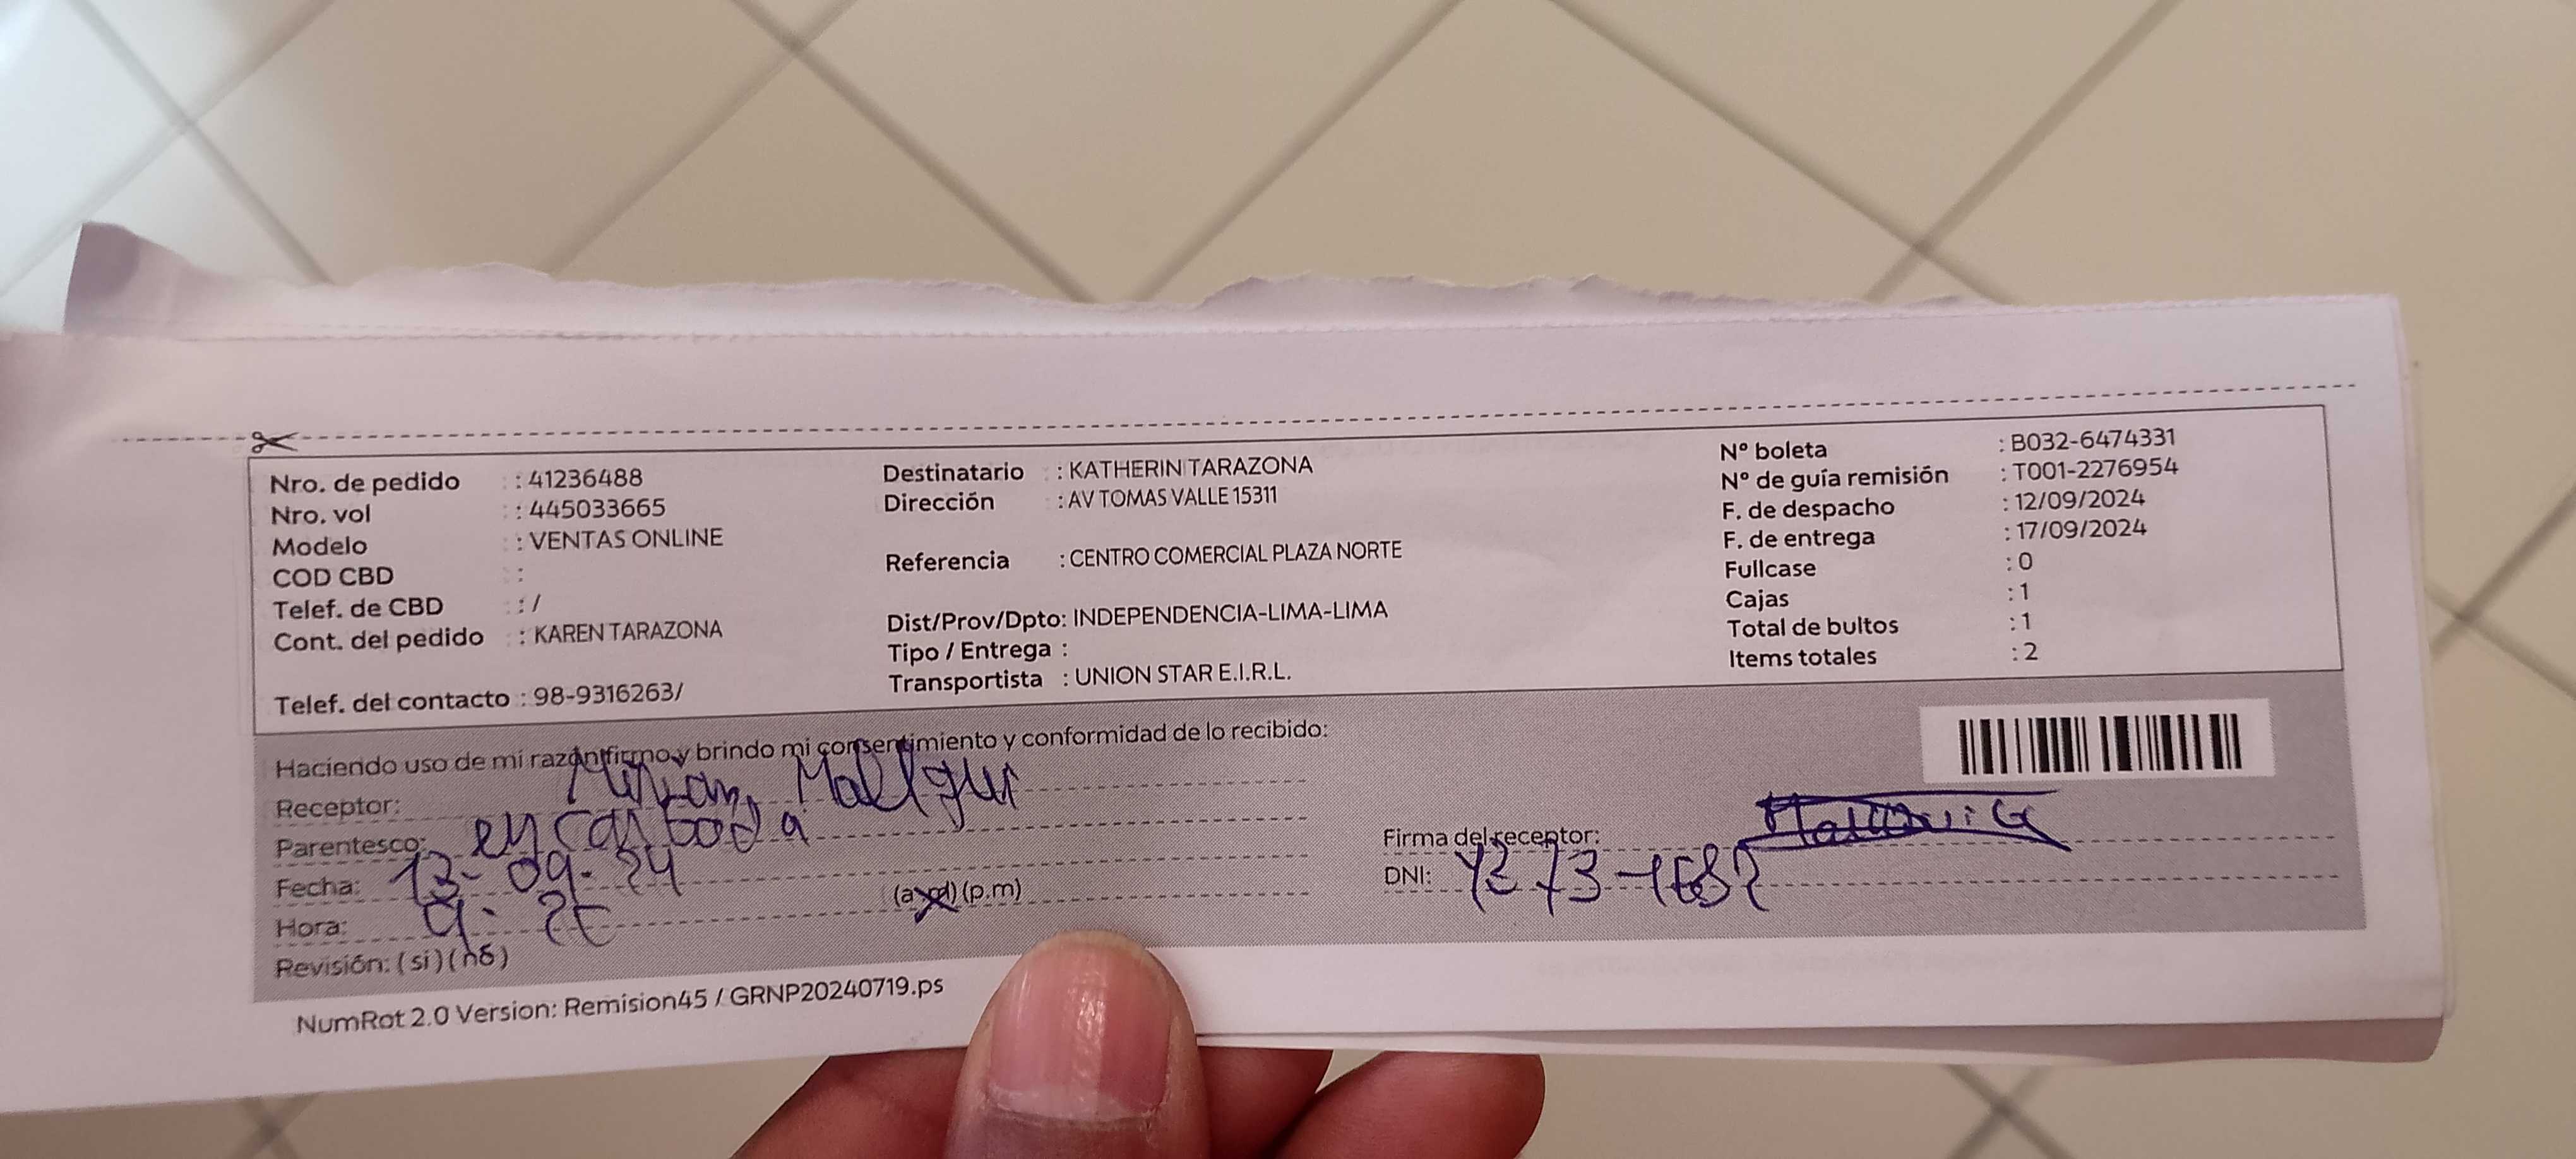 Nro. de pedido : : 41236488
Nro. vol : : 445033665
Modelo : : VENTAS ONLINE
COD CBD : :
Telef. de CBD : : /
Cont. del pedido : : KAREN TARAZONA
Telef. del contacto : 98-9316263/
Destinatario : : KATHERIN TARAZONA
Dirección : AV TOMAS VALLE 15311
Referencia : CENTRO COMERCIAL PLAZA NORTE
Dist/Prov/Dpto: INDEPENDENCIA-LIMA-LIMA
Tipo / Entrega :
Transportista : UNION STAR E.I.R.L.
Nº boleta : B032-6474331
Nº de guía remisión : T001-2276954
F. de despacho : 12/09/2024
F. de entrega : 17/09/2024
Fullcase : 0
Cajas : 1
Total de bultos : 1
Items totales : 2
Haciendo uso de mi razón firmo y brindo mi consentimiento y conformidad de lo recibido:
Receptor:
Parentesco:
Fecha: 13-09-24
Hora: (p.m)
Revisión: (si) (no)
Firma del receptor:
DNI:
NumRot 2.0 Version: Remision45 / GRNP20240719.ps